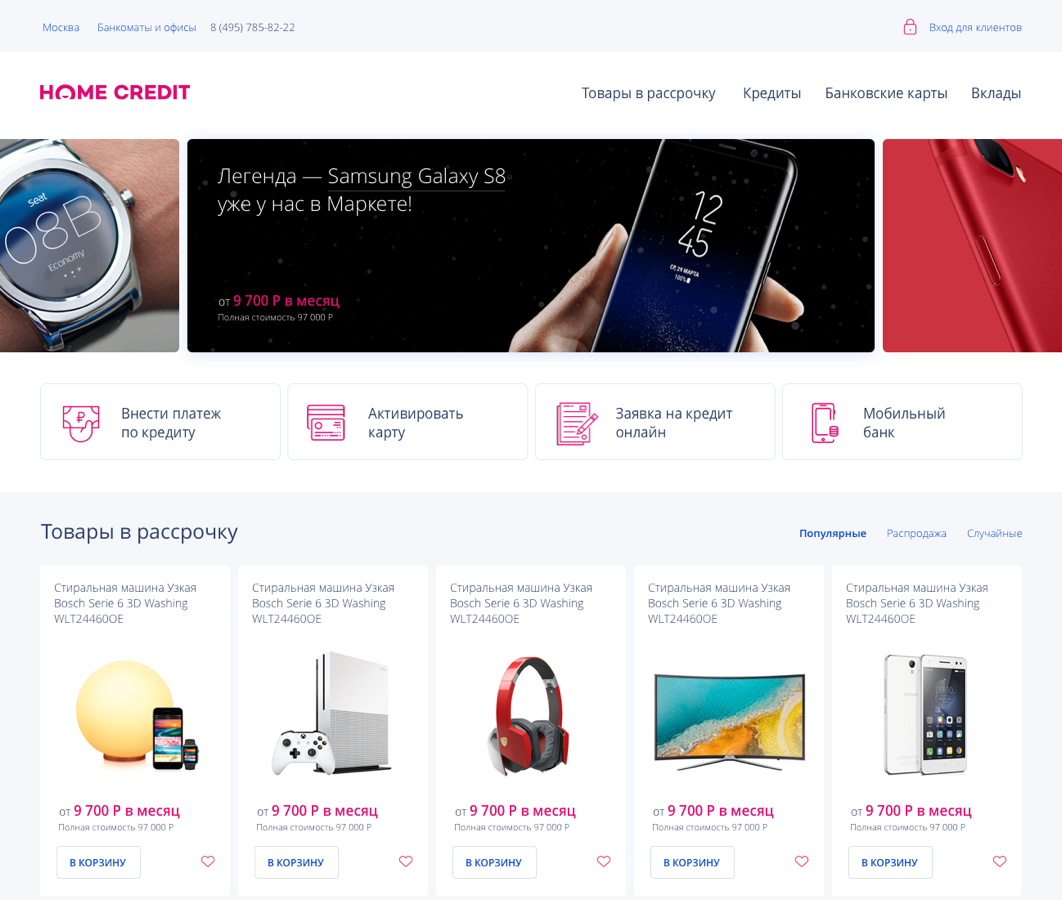 Москва Банкоматы и офисы 8 (495) 785-82-22 Вход для клиентов
HOME CREDIT Товары в рассрочку Кредиты Банковские карты Вклады
Seat
08B
Economy
Легенда — Samsung Galaxy S8
уже у нас в Маркете!
от 9 700 Р в месяц
Полная стоимость 97 000 Р
12
45
СР, 29 МАРТА
100%
Внести платеж
по кредиту
Активировать
карту
Заявка на кредит
онлайн
Мобильный
банк
Товары в рассрочку Популярные Распродажа Случайные
Стиральная машина Узкая
Bosch Serie 6 3D Washing
WLT24460OE
от 9 700 Р в месяц
Полная стоимость 97 000 Р
В КОРЗИНУ
Стиральная машина Узкая
Bosch Serie 6 3D Washing
WLT24460OE
от 9 700 Р в месяц
Полная стоимость 97 000 Р
В КОРЗИНУ
Стиральная машина Узкая
Bosch Serie 6 3D Washing
WLT24460OE
от 9 700 Р в месяц
Полная стоимость 97 000 Р
В КОРЗИНУ
Стиральная машина Узкая
Bosch Serie 6 3D Washing
WLT24460OE
от 9 700 Р в месяц
Полная стоимость 97 000 Р
В КОРЗИНУ
Стиральная машина Узкая
Bosch Serie 6 3D Washing
WLT24460OE
от 9 700 Р в месяц
Полная стоимость 97 000 Р
В КОРЗИНУ